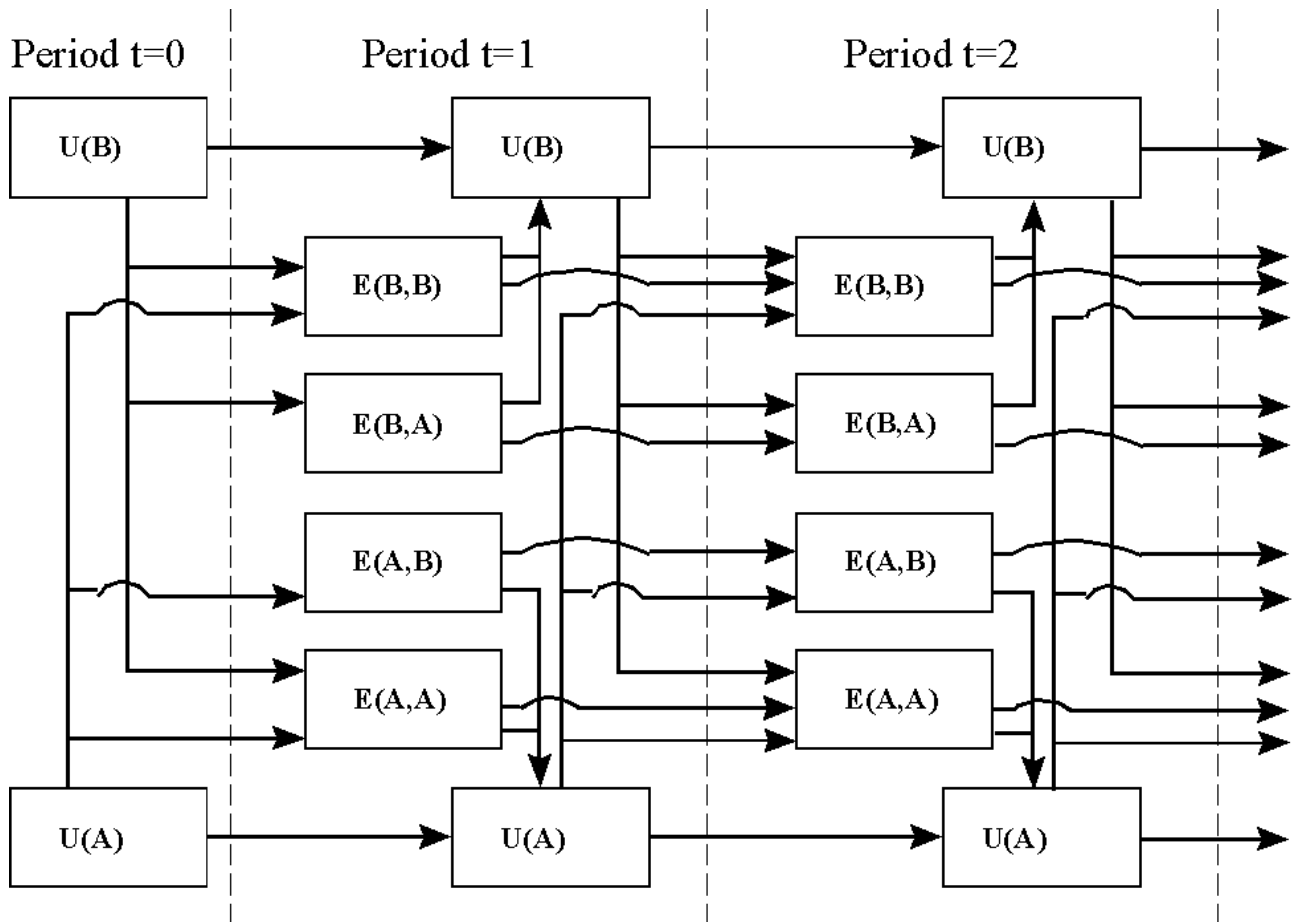 Period t=0 Period t=1 Period t=2
U(B) U(B) U(B)
E(B,B) E(B,B)
E(B,A) E(B,A)
E(A,B) E(A,B)
E(A,A) E(A,A)
U(A) U(A) U(A)